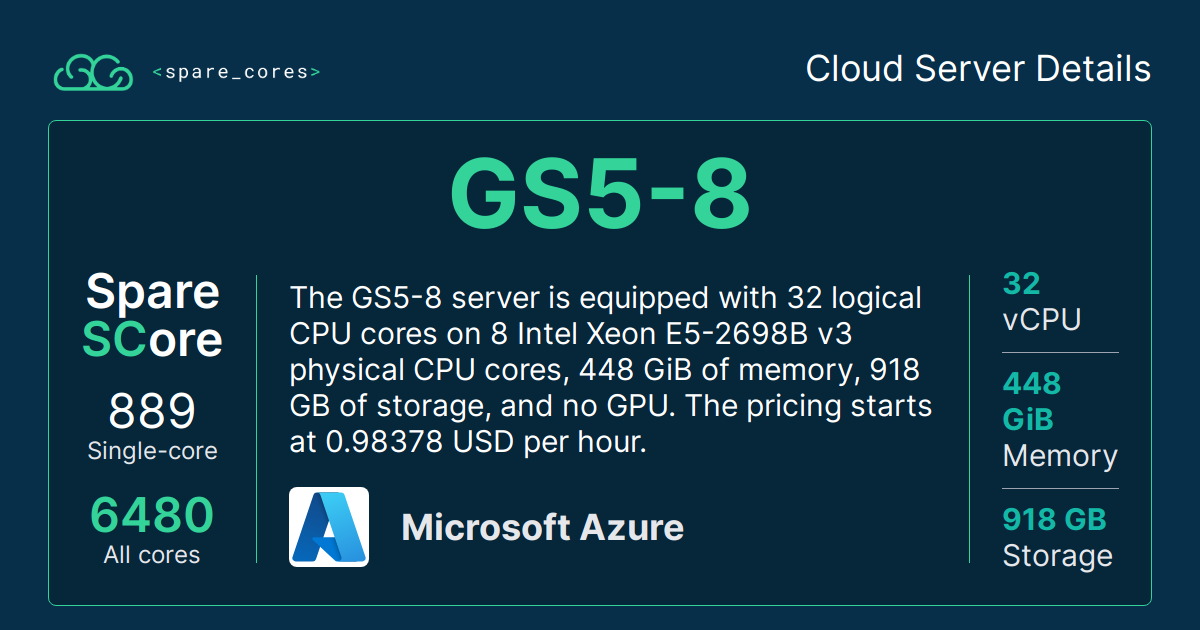 <spare_cores>
Cloud Server Details
GS5-8
Spare
SCore
889
Single-core
6480
All cores
The GS5-8 server is equipped with 32 logical
CPU cores on 8 Intel Xeon E5-2698B v3
physical CPU cores, 448 GiB of memory, 918
GB of storage, and no GPU. The pricing starts
at 0.98378 USD per hour.
Microsoft Azure
32
vCPU
448
GiB
Memory
918 GB
Storage